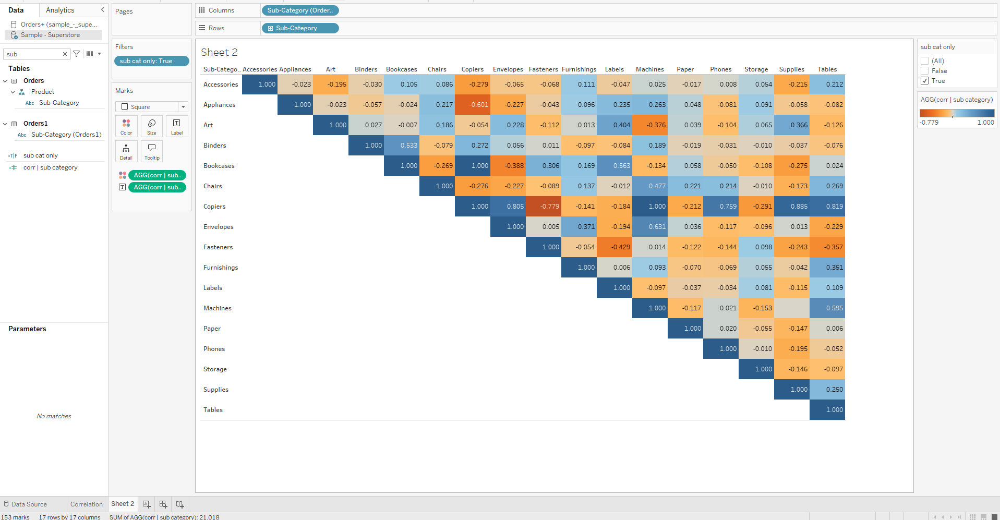 Data Analytics
Orders+ (sample_-_supe...
Sample - Superstore
sub
Tables
Orders
Product
Abc Sub-Category
Orders1
Abc Sub-Category (Orders1)
=T|F sub cat only
=# corr | sub category
Parameters
No matches
Pages
Filters
sub cat only: True
Marks
Square
Color Size Label
Detail Tooltip
AGG(corr | sub..
AGG(corr | sub..
Columns Sub-Category (Order..
Rows Sub-Category
Sheet 2
Sub-Catego.. Accessories Appliances Art Binders Bookcases Chairs Copiers Envelopes Fasteners Furnishings Labels Machines Paper Phones Storage Supplies Tables
Accessories 1.000 -0.023 -0.195 -0.030 0.105 0.086 -0.279 -0.065 -0.068 0.111 -0.047 0.025 -0.017 0.008 0.054 -0.215 0.212
Appliances 1.000 -0.023 -0.057 -0.024 0.217 -0.601 -0.227 -0.043 0.096 0.235 0.263 0.048 -0.081 0.091 -0.058 -0.082
Art 1.000 0.027 -0.007 0.186 -0.054 0.228 -0.112 0.013 0.404 -0.376 0.039 -0.104 0.065 0.366 -0.126
Binders 1.000 0.533 -0.079 0.272 0.056 0.011 -0.097 -0.084 0.189 -0.019 -0.031 -0.010 -0.037 -0.076
Bookcases 1.000 -0.269 1.000 -0.388 0.306 0.169 0.563 -0.134 0.058 -0.050 -0.108 -0.275 0.024
Chairs 1.000 -0.276 -0.227 -0.089 0.137 -0.012 0.477 0.221 0.214 -0.010 -0.173 0.269
Copiers 1.000 0.805 -0.779 -0.141 -0.184 1.000 -0.212 0.759 -0.291 0.885 0.819
Envelopes 1.000 0.005 0.371 -0.194 0.631 0.036 -0.117 -0.096 0.013 -0.229
Fasteners 1.000 -0.054 -0.429 0.014 -0.122 -0.144 0.098 -0.243 -0.357
Furnishings 1.000 0.006 0.093 -0.070 -0.069 0.055 -0.042 0.351
Labels 1.000 -0.097 -0.037 -0.034 0.081 -0.115 0.109
Machines 1.000 -0.117 0.021 -0.153 0.595
Paper 1.000 0.020 -0.055 -0.147 0.006
Phones 1.000 -0.010 -0.195 -0.052
Storage 1.000 -0.146 -0.097
Supplies 1.000 0.250
Tables 1.000
sub cat only
(All)
False
True
AGG(corr | sub category)
-0.779 1.000
Data Source Correlation Sheet 2
153 marks 17 rows by 17 columns SUM of AGG(corr | sub category): 21.018